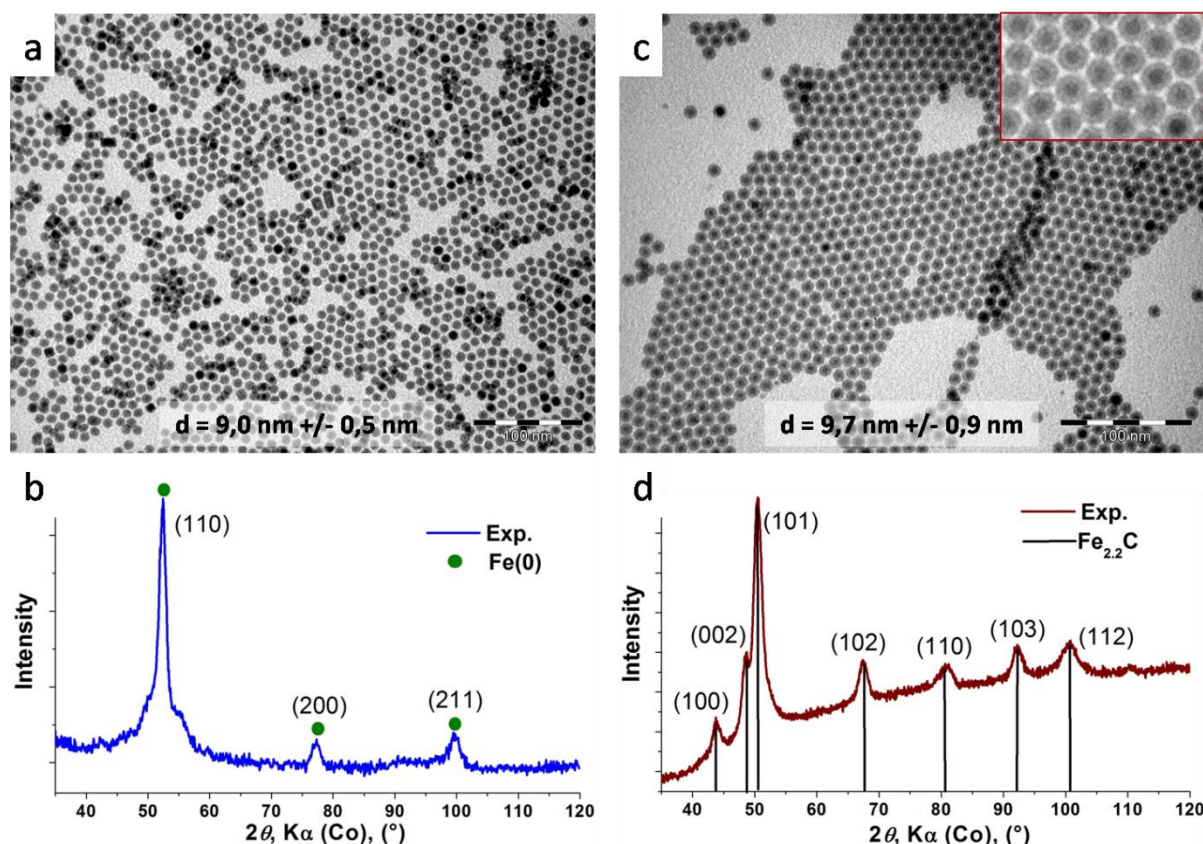 a
d = 9,0 nm +/- 0,5 nm
100 nm
c
d = 9,7 nm +/- 0,9 nm
100 nm
b
(110)
Exp.
Fe(0)
(200)
(211)
Intensity
40 50 60 70 80 90 100 110 120
2θ, Kα (Co), (°)
d
(101)
Exp.
Fe2.2C
(002)
(100)
(102)
(110)
(103)
(112)
Intensity
40 50 60 70 80 90 100 110 120
2θ, Kα (Co), (°)